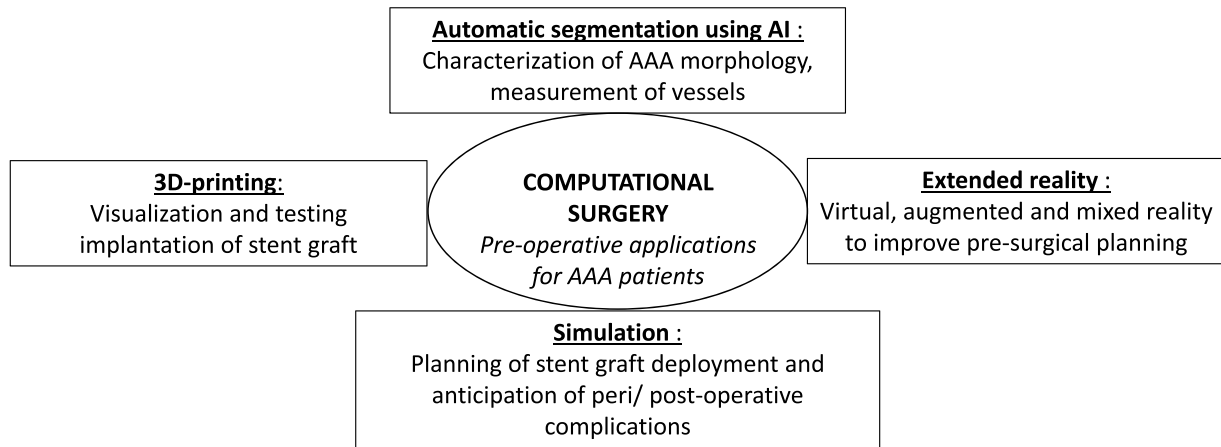 Automatic segmentation using AI :
Characterization of AAA morphology,
measurement of vessels
3D-printing:
Visualization and testing
implantation of stent graft
COMPUTATIONAL
SURGERY
Pre-operative applications
for AAA patients
Extended reality :
Virtual, augmented and mixed reality
to improve pre-surgical planning
Simulation :
Planning of stent graft deployment and
anticipation of peri/ post-operative
complications